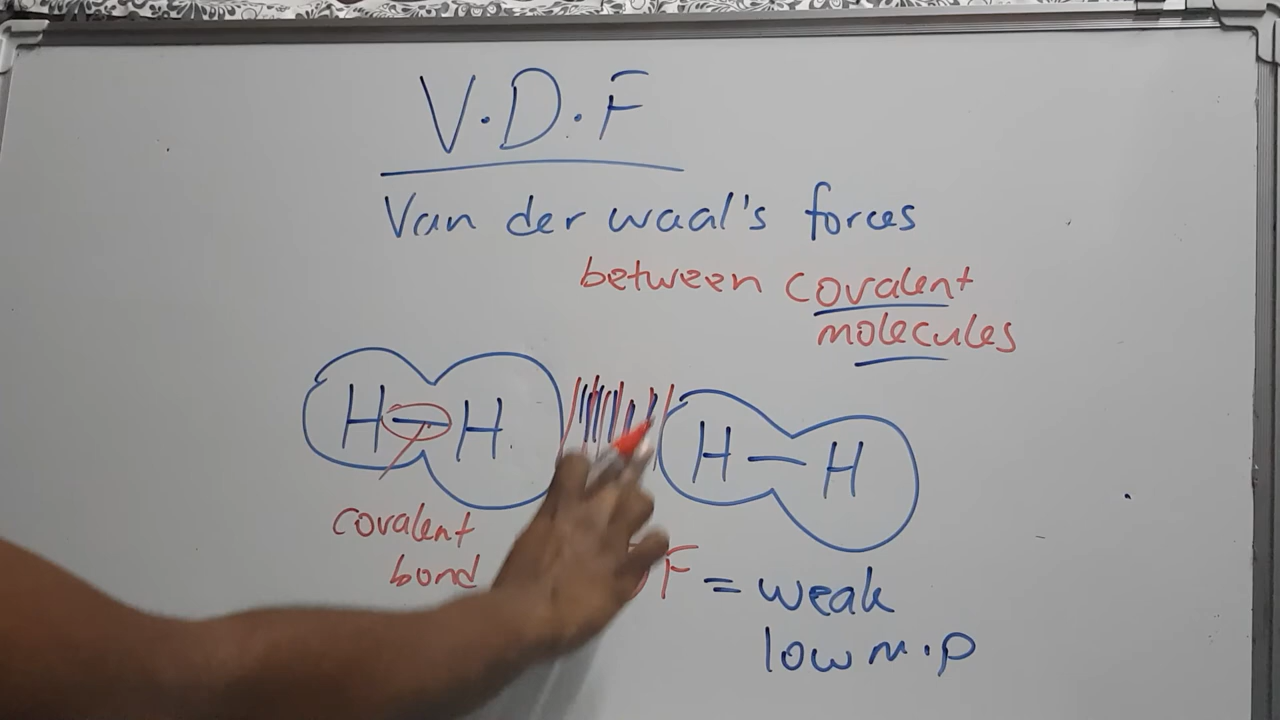 V.D.F
Van der waal's forces
between covalent
molecules
H-H
H-H
covalent
bond
F = weak
low m.p